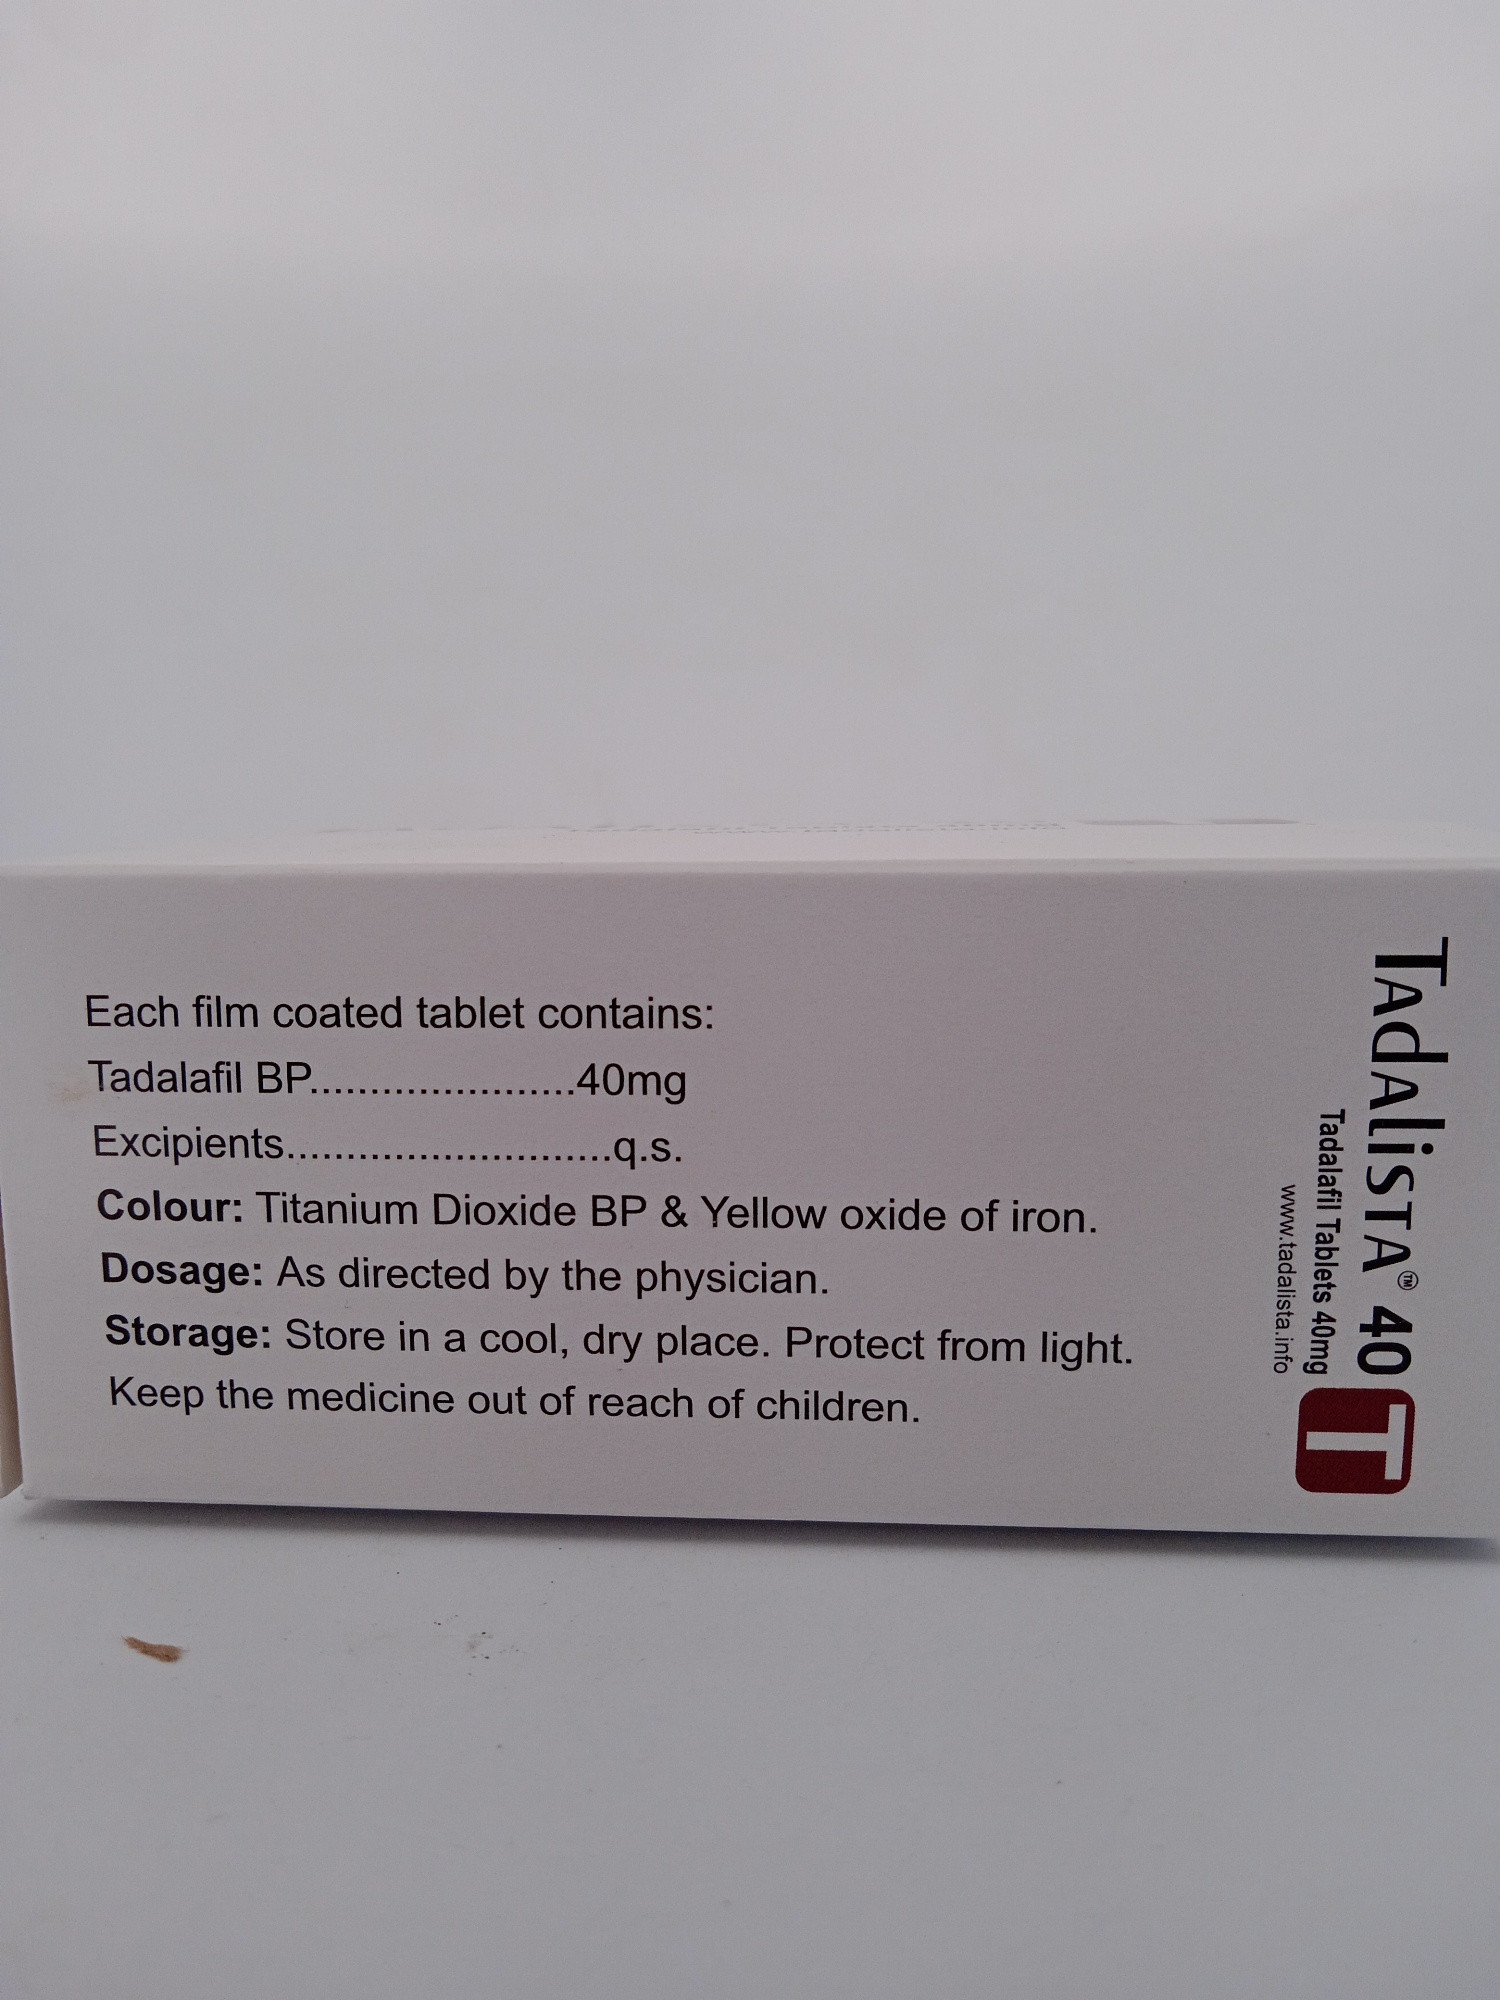 Each film coated tablet contains:
Tadalafil BP......................40mg
Excipients...........................q.s.
Colour: Titanium Dioxide BP & Yellow oxide of iron.
Dosage: As directed by the physician.
Storage: Store in a cool, dry place. Protect from light.
Keep the medicine out of reach of children.
TADALISTA ™ 40
Tadalafil Tablets 40mg
www.tadalista.info
T